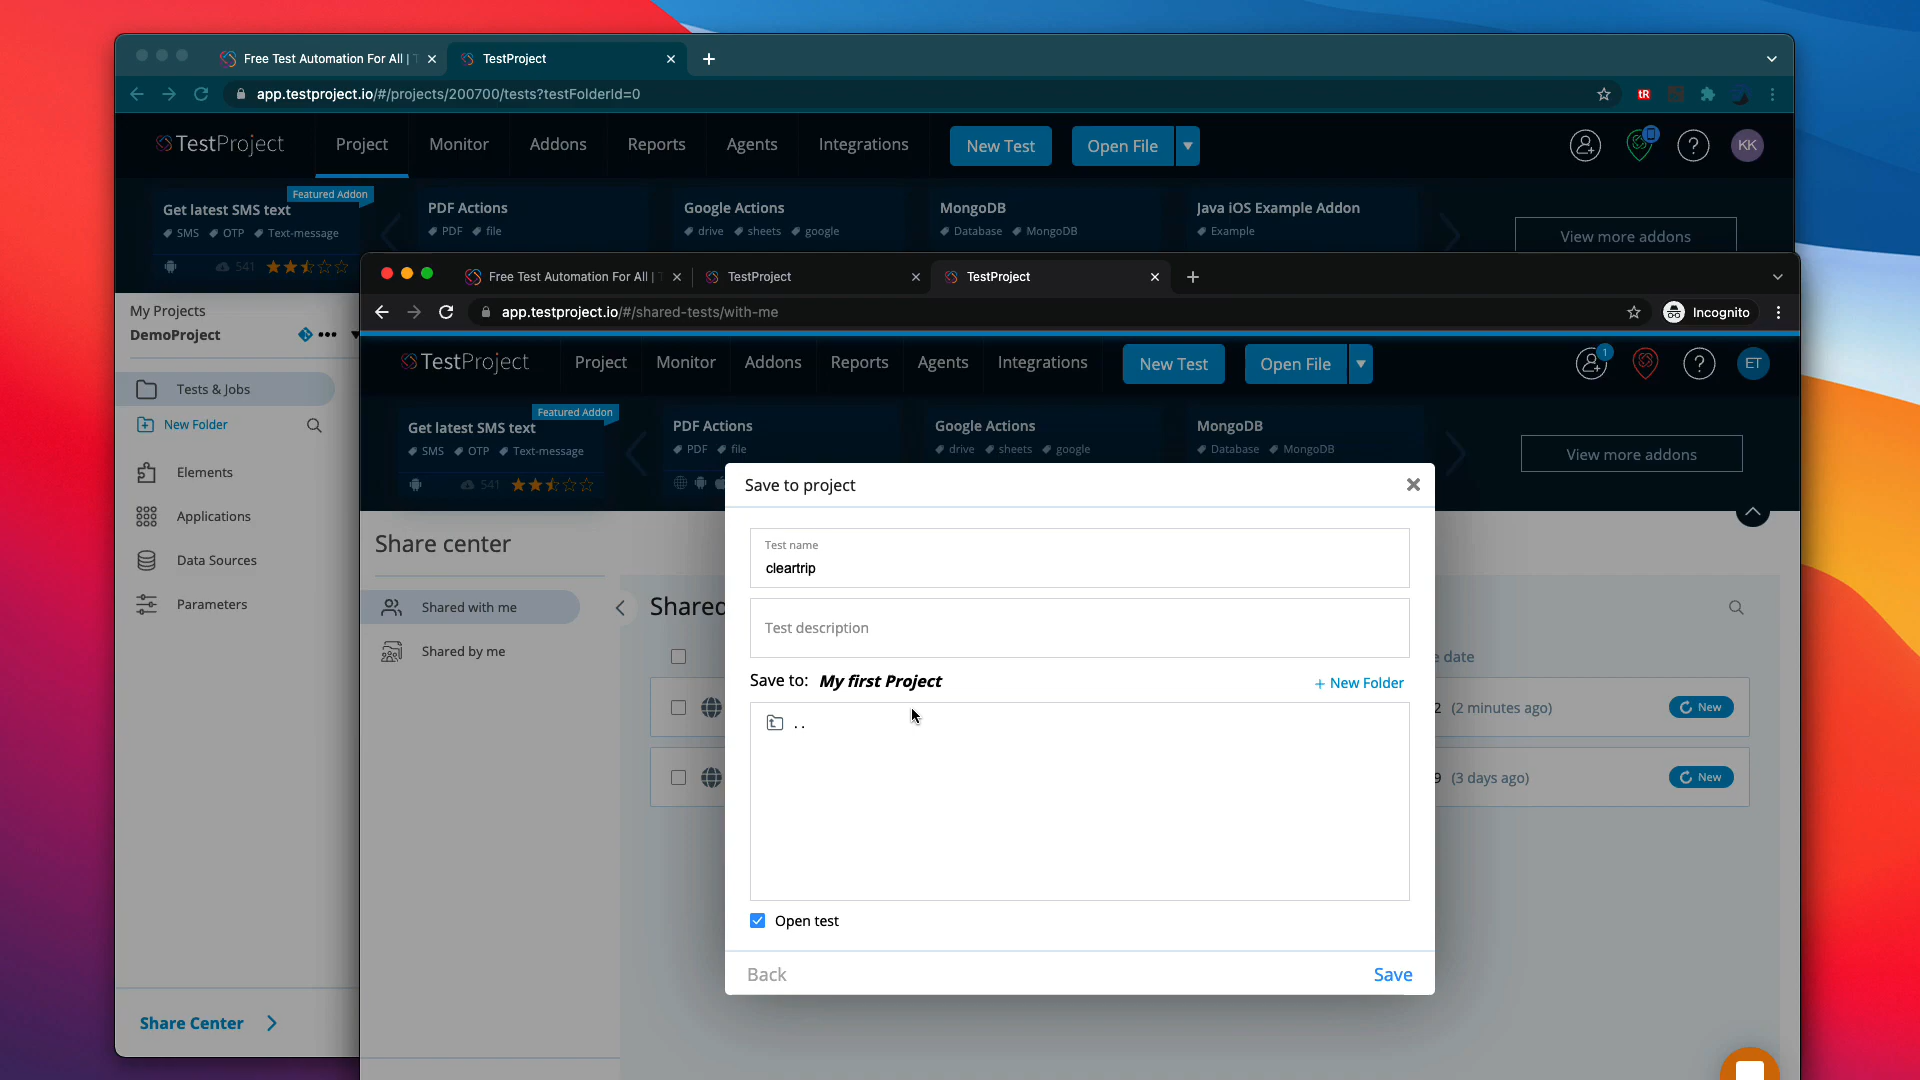 Free Test Automation For All | T
TestProject
app.testproject.io/#/projects/200700/tests?testFolderId=0
tR
TestProject
Project
Monitor
Addons
Reports
Agents
Integrations
New Test
Open File
?
KK
Featured Addon
Get latest SMS text
SMS OTP Text-message
541
PDF Actions
PDF file
Google Actions
drive sheets google
MongoDB
Database MongoDB
Java iOS Example Addon
Example
View more addons
My Projects
DemoProject
Tests & Jobs
New Folder
Elements
Applications
Data Sources
Parameters
Share Center
Free Test Automation For All | T
TestProject
TestProject
app.testproject.io/#/shared-tests/with-me
Incognito
TestProject
Project
Monitor
Addons
Reports
Agents
Integrations
New Test
Open File
1
?
ET
Featured Addon
Get latest SMS text
SMS OTP Text-message
541
PDF Actions
PDF file
Google Actions
drive sheets google
MongoDB
Database MongoDB
View more addons
Share center
Shared with me
Shared by me
Shared
e date
2 (2 minutes ago)
New
9 (3 days ago)
New
Save to project
Test name
cleartrip
Test description
Save to: My first Project
+ New Folder
. .
Open test
Back
Save